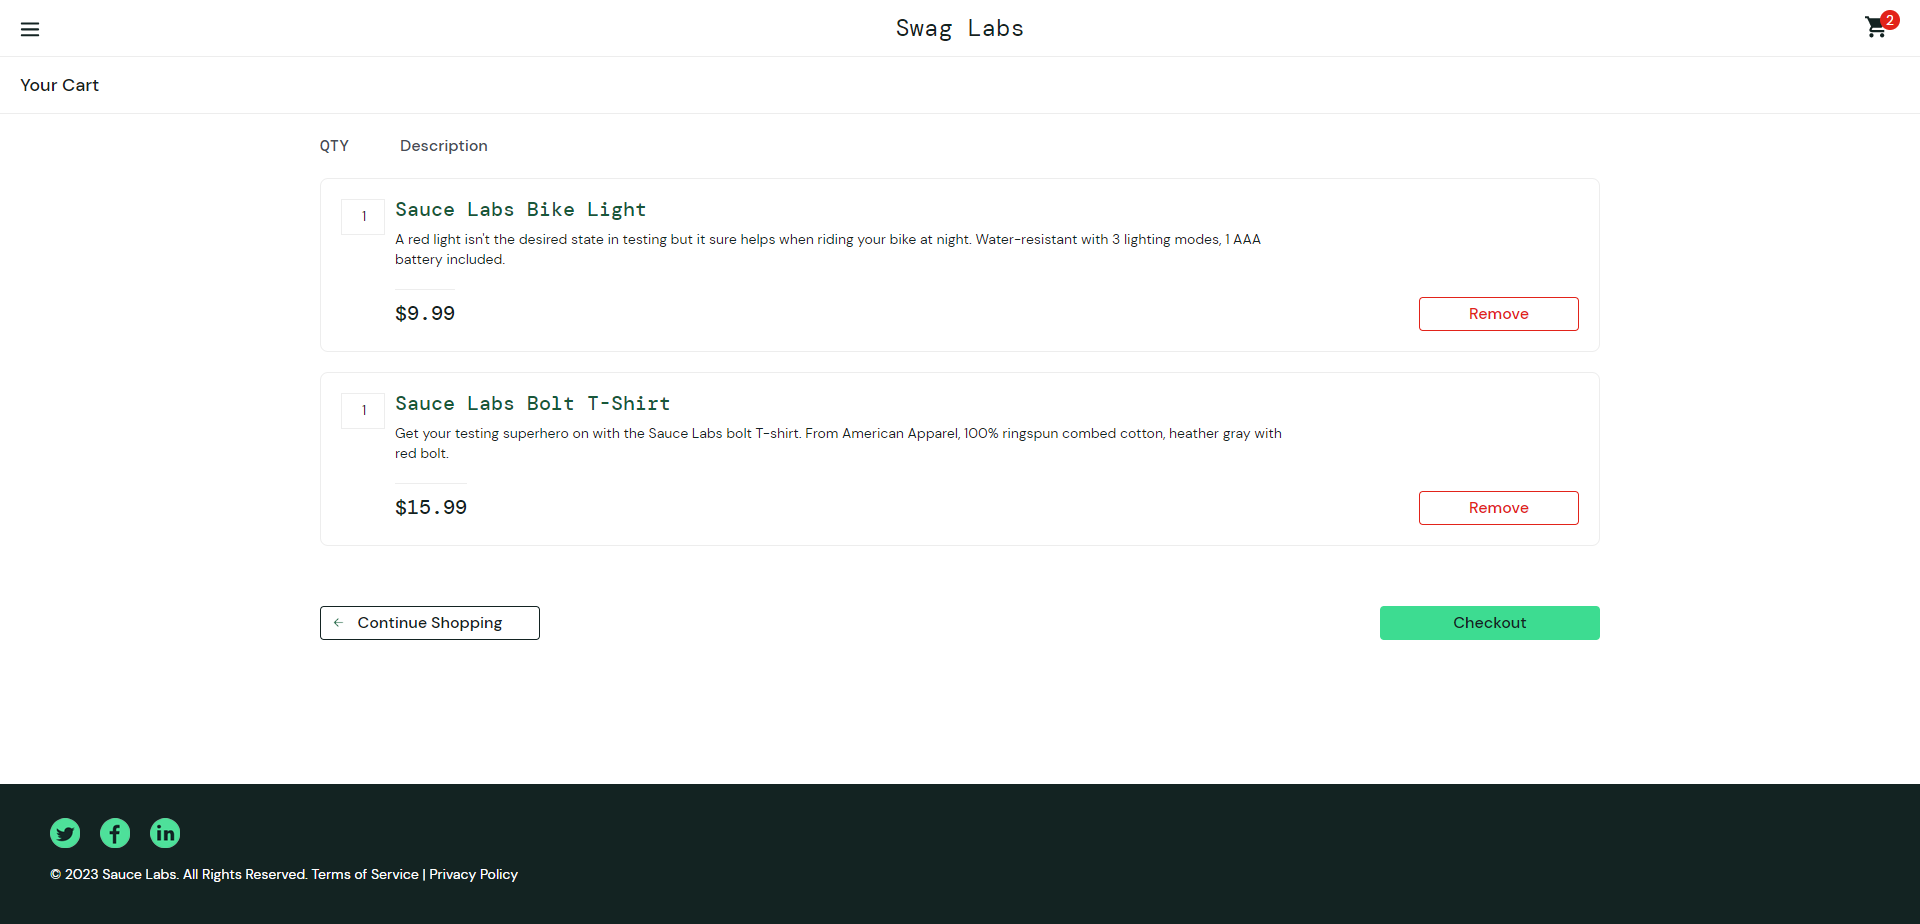 Swag Labs
2
Your Cart
QTY Description
1
Sauce Labs Bike Light
A red light isn't the desired state in testing but it sure helps when riding your bike at night. Water-resistant with 3 lighting modes, 1 AAA
battery included.
$9.99
Remove
1
Sauce Labs Bolt T-Shirt
Get your testing superhero on with the Sauce Labs bolt T-shirt. From American Apparel, 100% ringspun combed cotton, heather gray with
red bolt.
$15.99
Remove
Continue Shopping
Checkout
© 2023 Sauce Labs. All Rights Reserved. Terms of Service | Privacy Policy